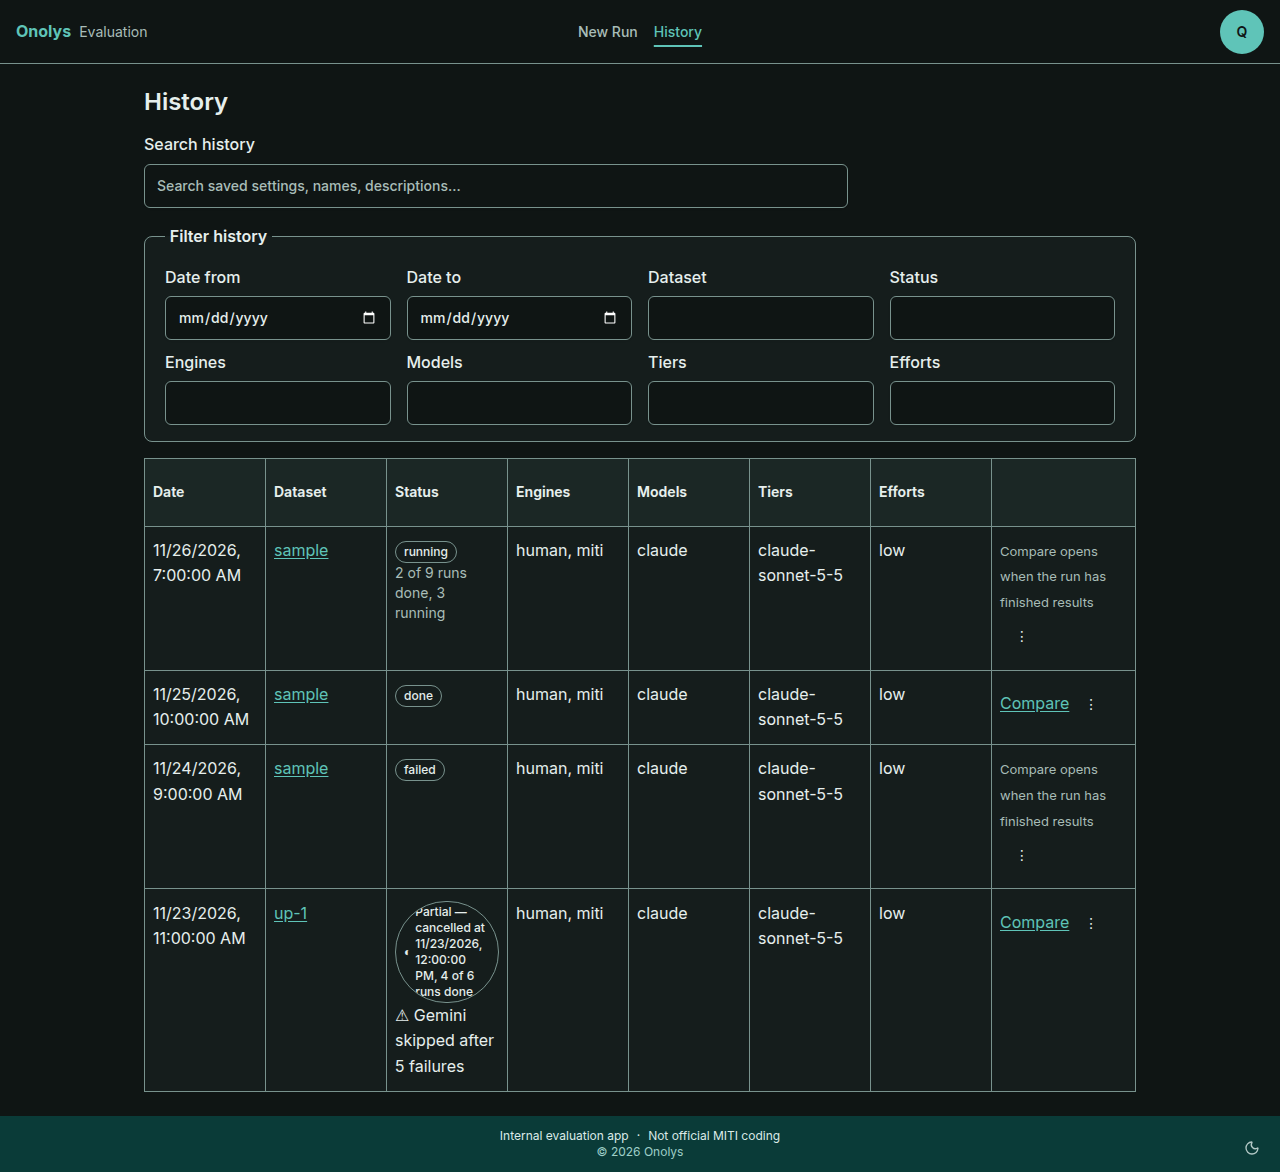 Onolys Evaluation
New Run History
Q
History
Search history
Search saved settings, names, descriptions...
Filter history
Date from Date to Dataset Status
mm/dd/yyyy mm/dd/yyyy
Engines Models Tiers Efforts
Date Dataset Status Engines Models Tiers Efforts
11/26/2026, 7:00:00 AM
sample
running
2 of 9 runs
done, 3
running
human, miti
claude
claude-
sonnet-5-5
low
Compare opens
when the run has
finished results
⋮
11/25/2026,
10:00:00 AM
sample
done
human, miti
claude
claude-
sonnet-5-5
low
Compare ⋮
11/24/2026,
9:00:00 AM
sample
failed
human, miti
claude
claude-
sonnet-5-5
low
Compare opens
when the run has
finished results
⋮
11/23/2026,
11:00:00 AM
up-1
Partial —
cancelled at
11/23/2026,
12:00:00
PM, 4 of 6
runs done
⚠ Gemini
skipped after
5 failures
human, miti
claude
claude-
sonnet-5-5
low
Compare ⋮
Internal evaluation app · Not official MITI coding
© 2026 Onolys